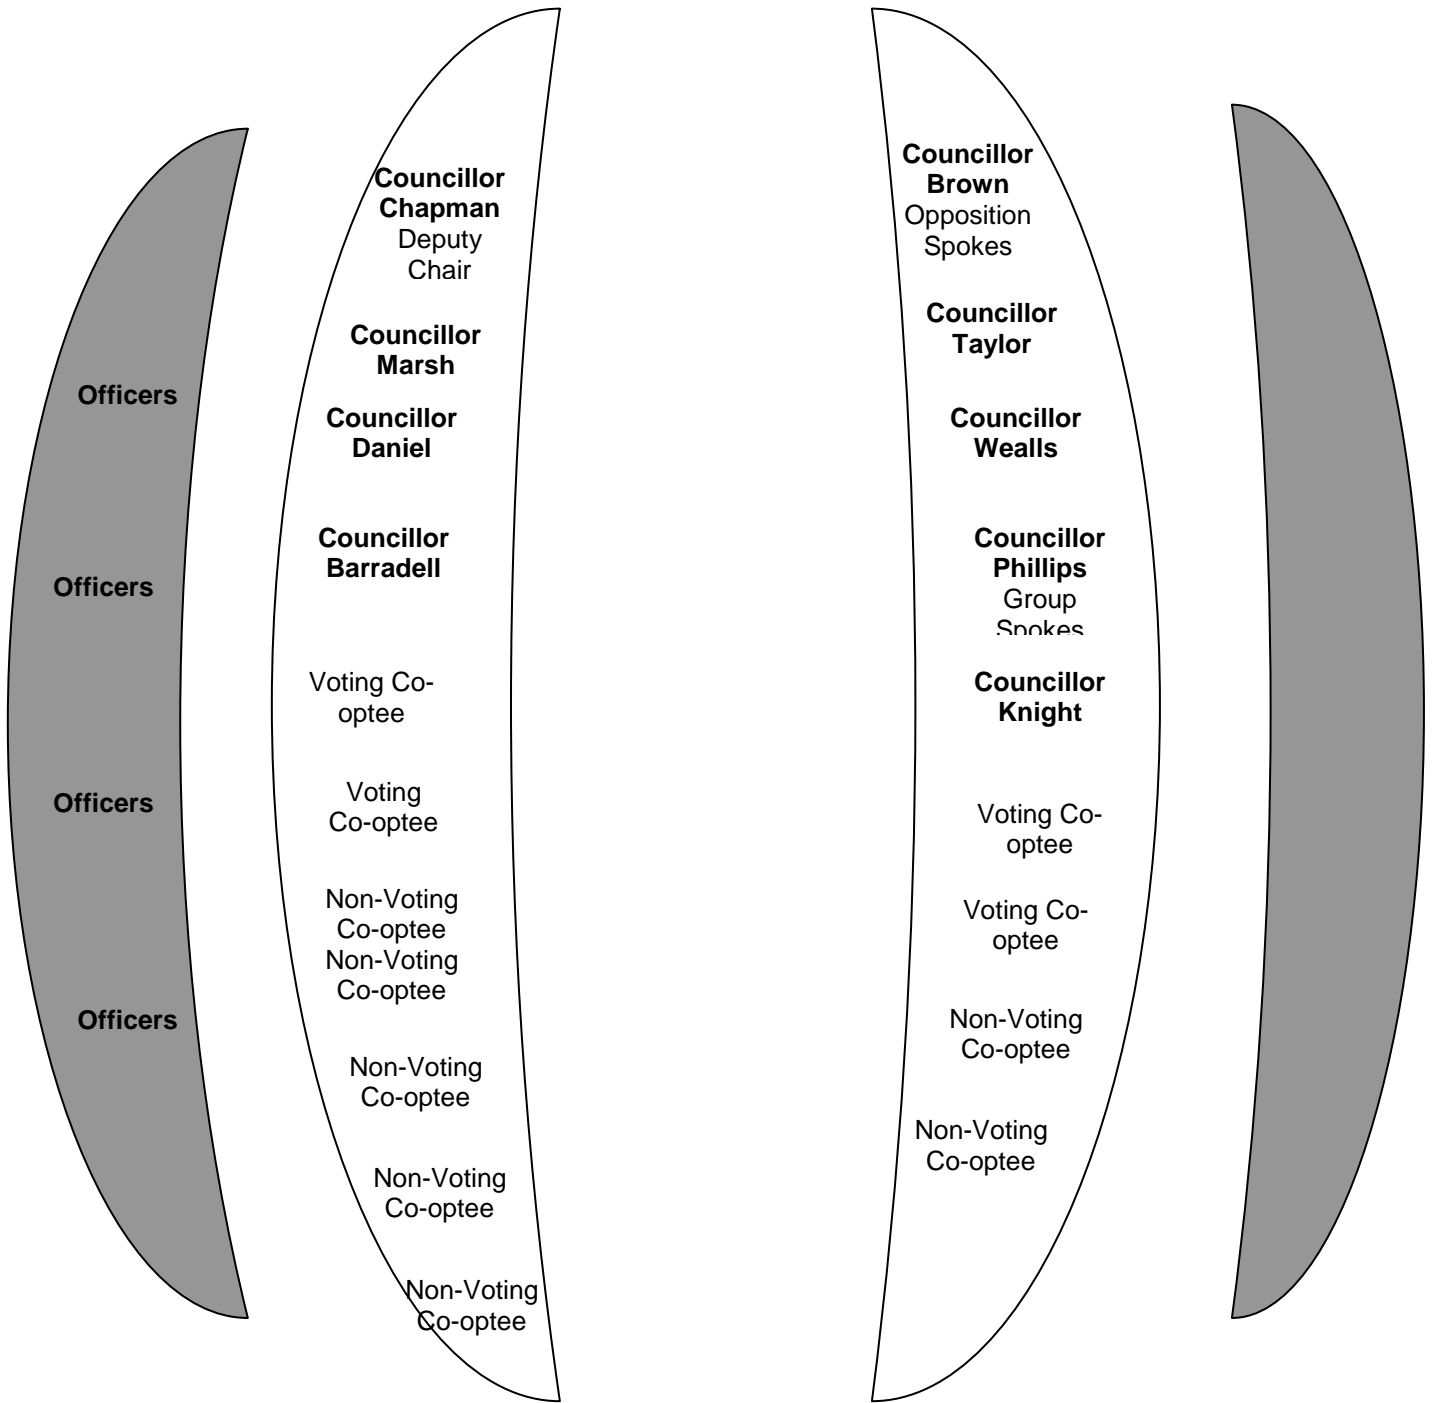 Officers
Officers
Officers
Officers
Councillor
Chapman
Deputy
Chair
Councillor
Marsh
Councillor
Daniel
Councillor
Barradell
Voting Co-
optee
Voting
Co-optee
Non-Voting
Co-optee
Non-Voting
Co-optee
Non-Voting
Co-optee
Non-Voting
Co-optee
Non-Voting
Co-optee
Councillor
Brown
Opposition
Spokes
Councillor
Taylor
Councillor
Wealls
Councillor
Phillips
Group
Spokes
Councillor
Knight
Voting Co-
optee
Voting Co-
optee
Non-Voting
Co-optee
Non-Voting
Co-optee